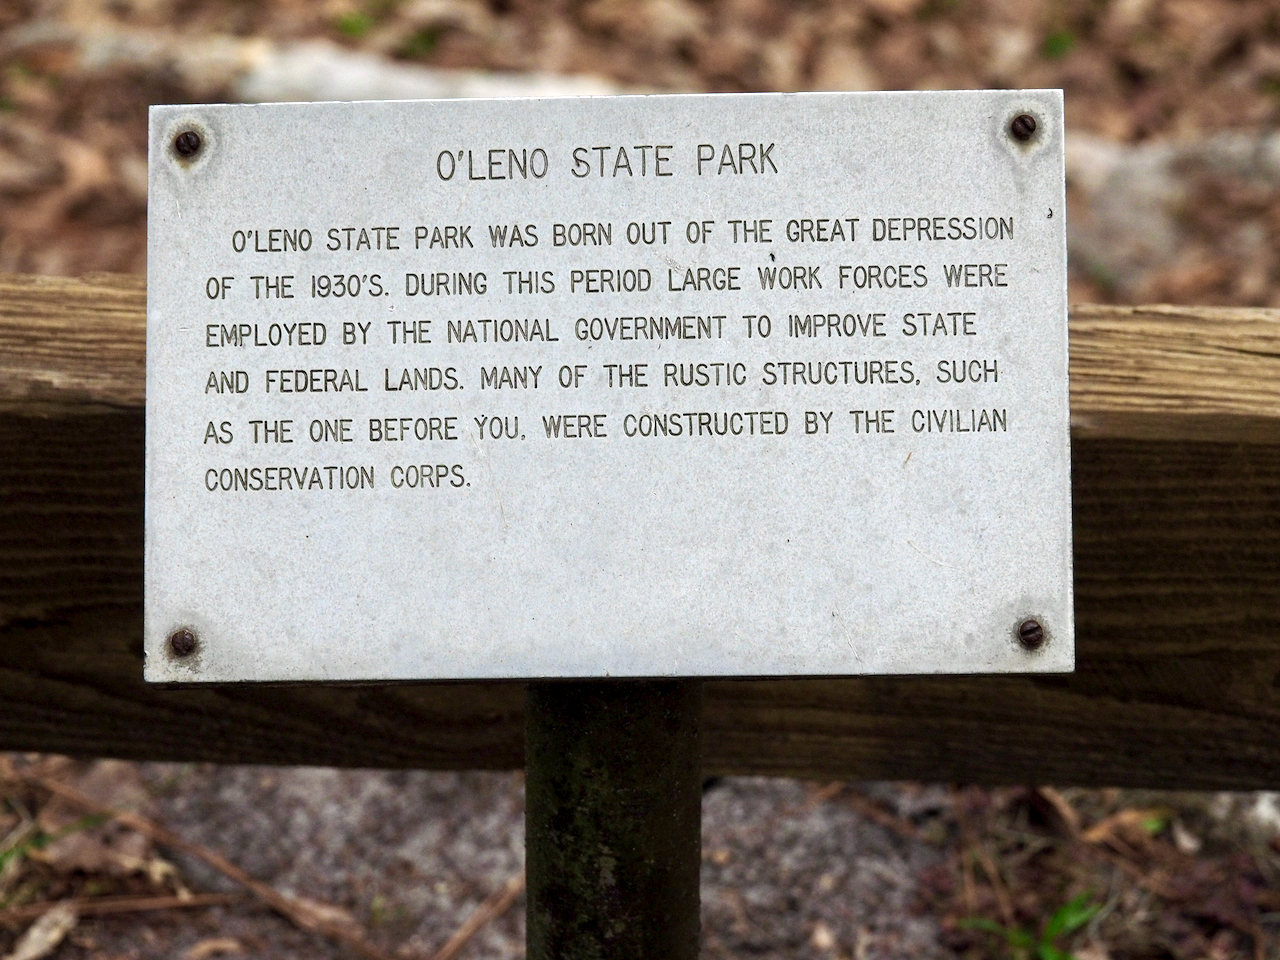 O'LENO STATE PARK
O'LENO STATE PARK WAS BORN OUT OF THE GREAT DEPRESSION
OF THE 1930'S. DURING THIS PERIOD LARGE WORK FORCES WERE
EMPLOYED BY THE NATIONAL GOVERNMENT TO IMPROVE STATE
AND FEDERAL LANDS. MANY OF THE RUSTIC STRUCTURES, SUCH
AS THE ONE BEFORE YOU, WERE CONSTRUCTED BY THE CIVILIAN
CONSERVATION CORPS.